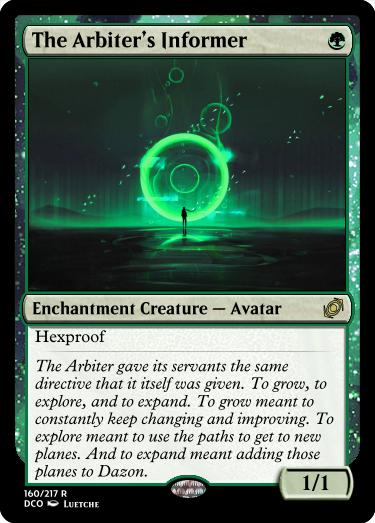 The Arbiter's Informer
Enchantment Creature — Avatar
Hexproof
The Arbiter gave its servants the same
directive that it itself was given. To grow, to
explore, and to expand. To grow meant to
constantly keep changing and improving. To
explore meant to use the paths to get to new
planes. And to expand meant adding those
planes to Dazon.
1/1
160/217 R
DCO Luetche